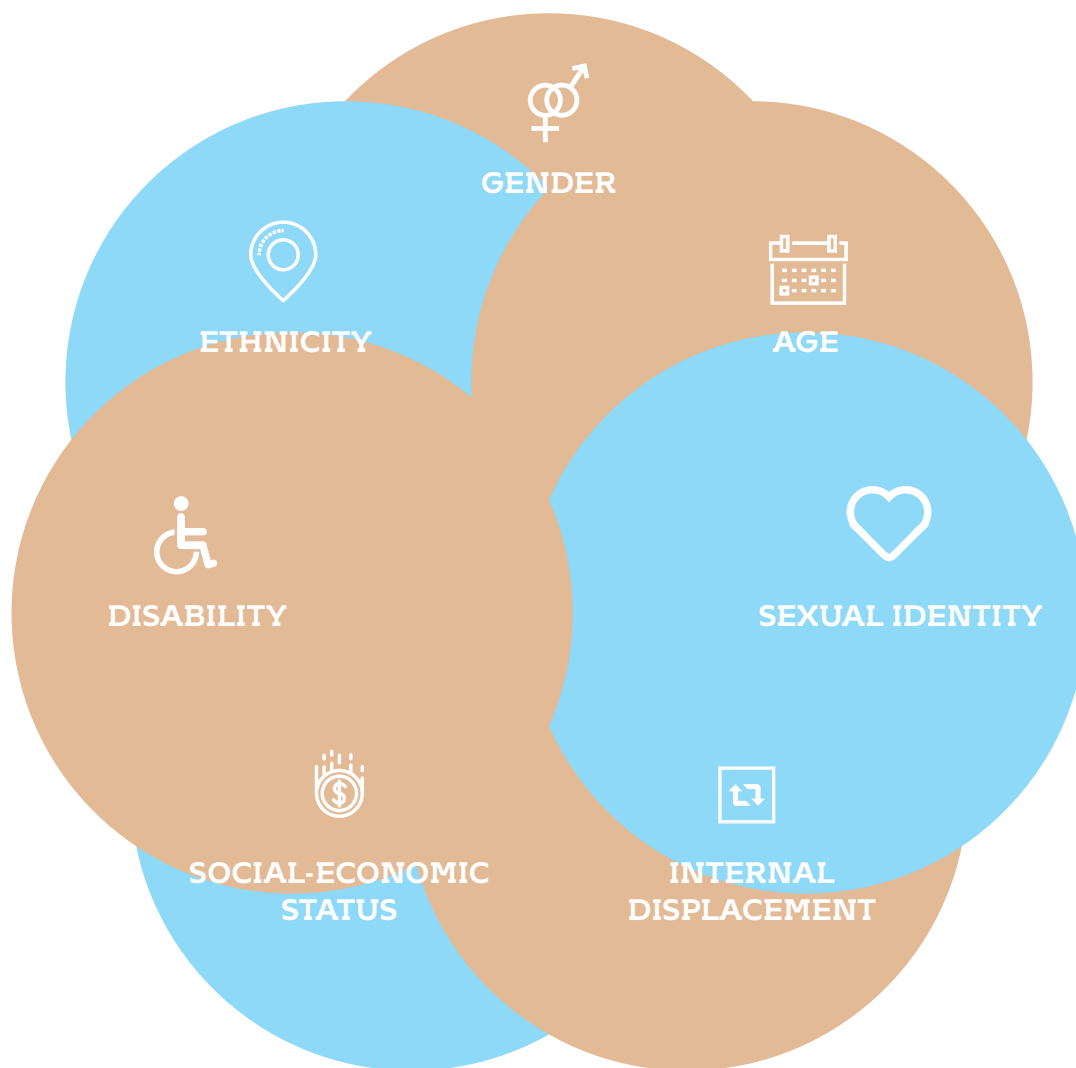 GENDER
ETHNICITY
AGE
DISABILITY
SEXUAL IDENTITY
SOCIAL-ECONOMIC
STATUS
INTERNAL
DISPLACEMENT